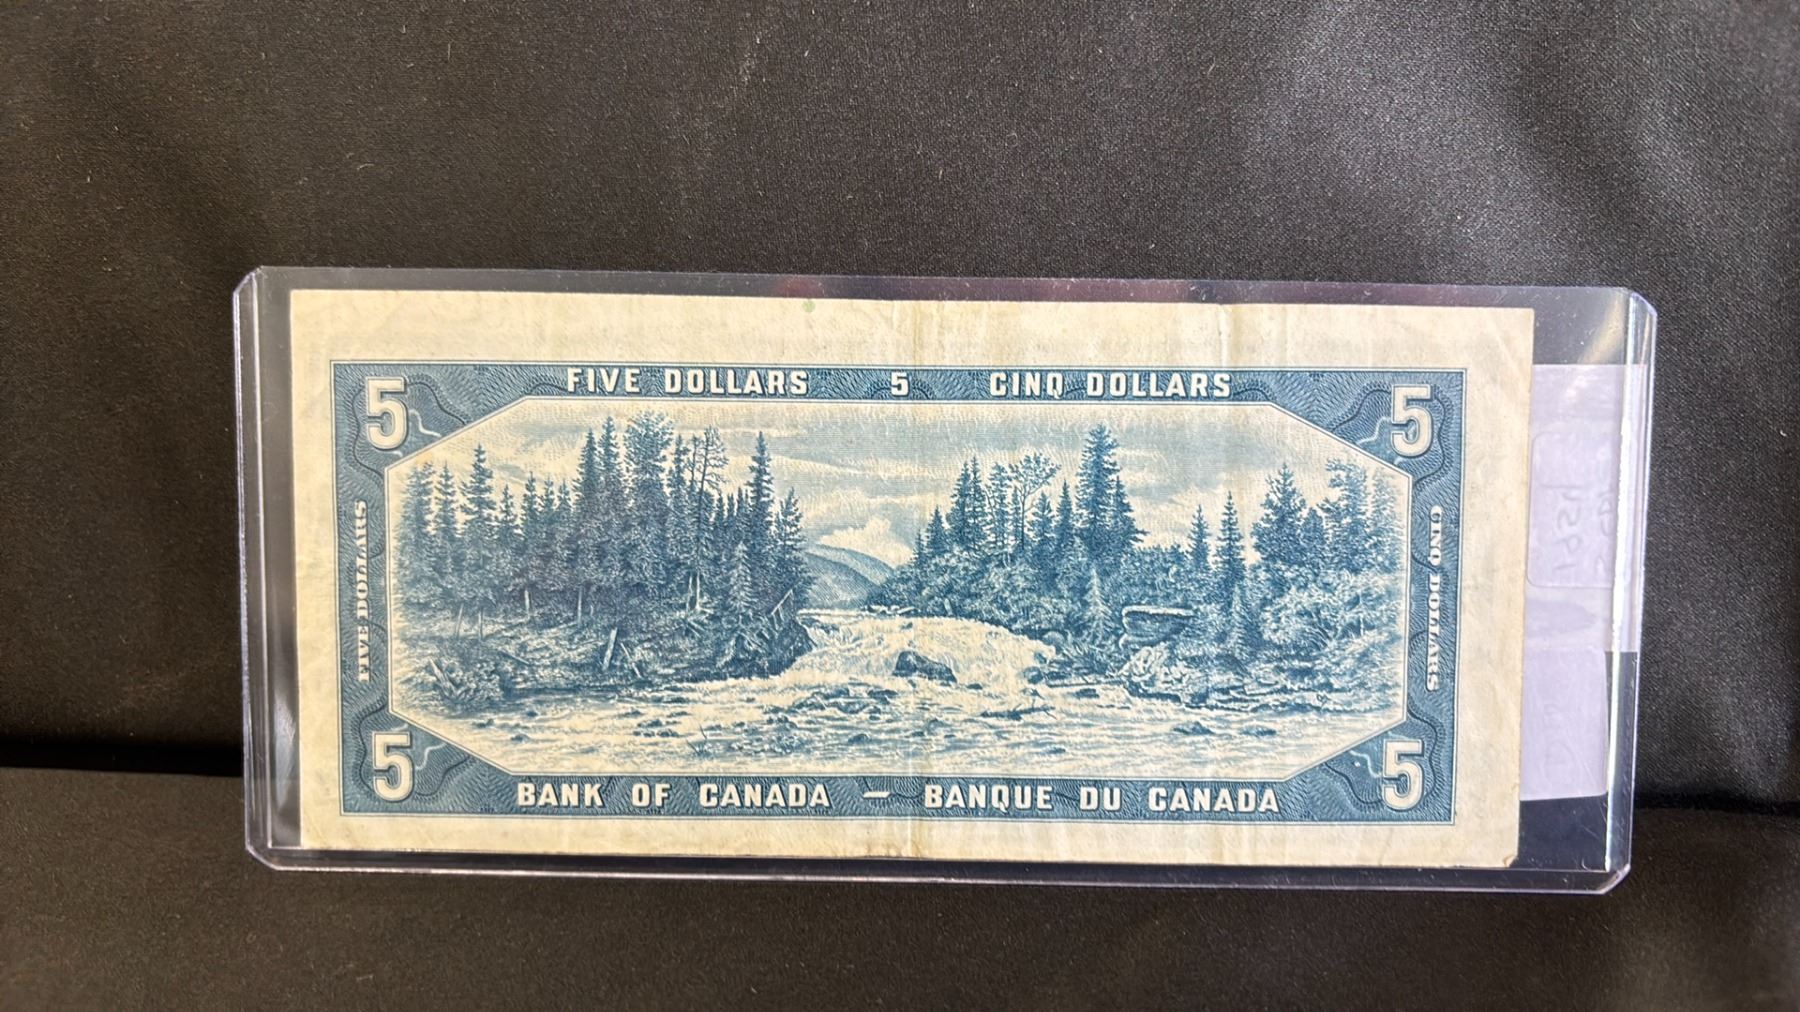 FIVE DOLLARS 5 CINQ DOLLARS
5 5
FIVE DOLLARS
CINQ DOLLARS
5 5
BANK OF CANADA — BANQUE DU CANADA
1954